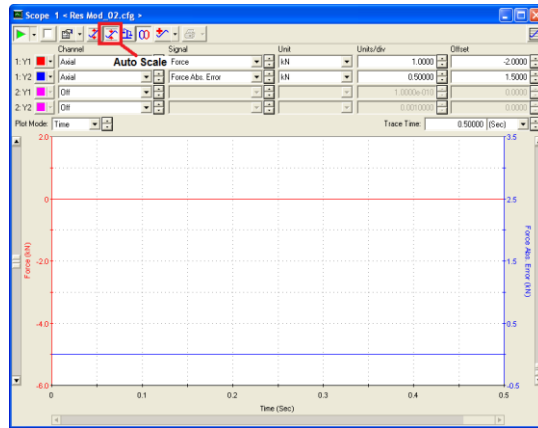 Scope 1 < Res Mod_02.cfg >
Channel Signal Unit Units/div Offset
Auto Scale
1: Y1 Axial Force kN 1.0000 -2.0000
1: Y2 Axial Force Abs. Error kN 0.50000 1.5000
2: Y1 Off 1.0000e-010 0.0000
2: Y2 Off 0.0010000 0.0000
Plot Mode: Time Trace Time: 0.50000 (Sec)
2.0 3.5
0 2.5
-2.0 1.5
-4.0 0.5
-6.0 -0.5
Force (kN)
Force Abs. Error (kN)
0 0.1 0.2 0.3 0.4 0.5
Time (Sec)